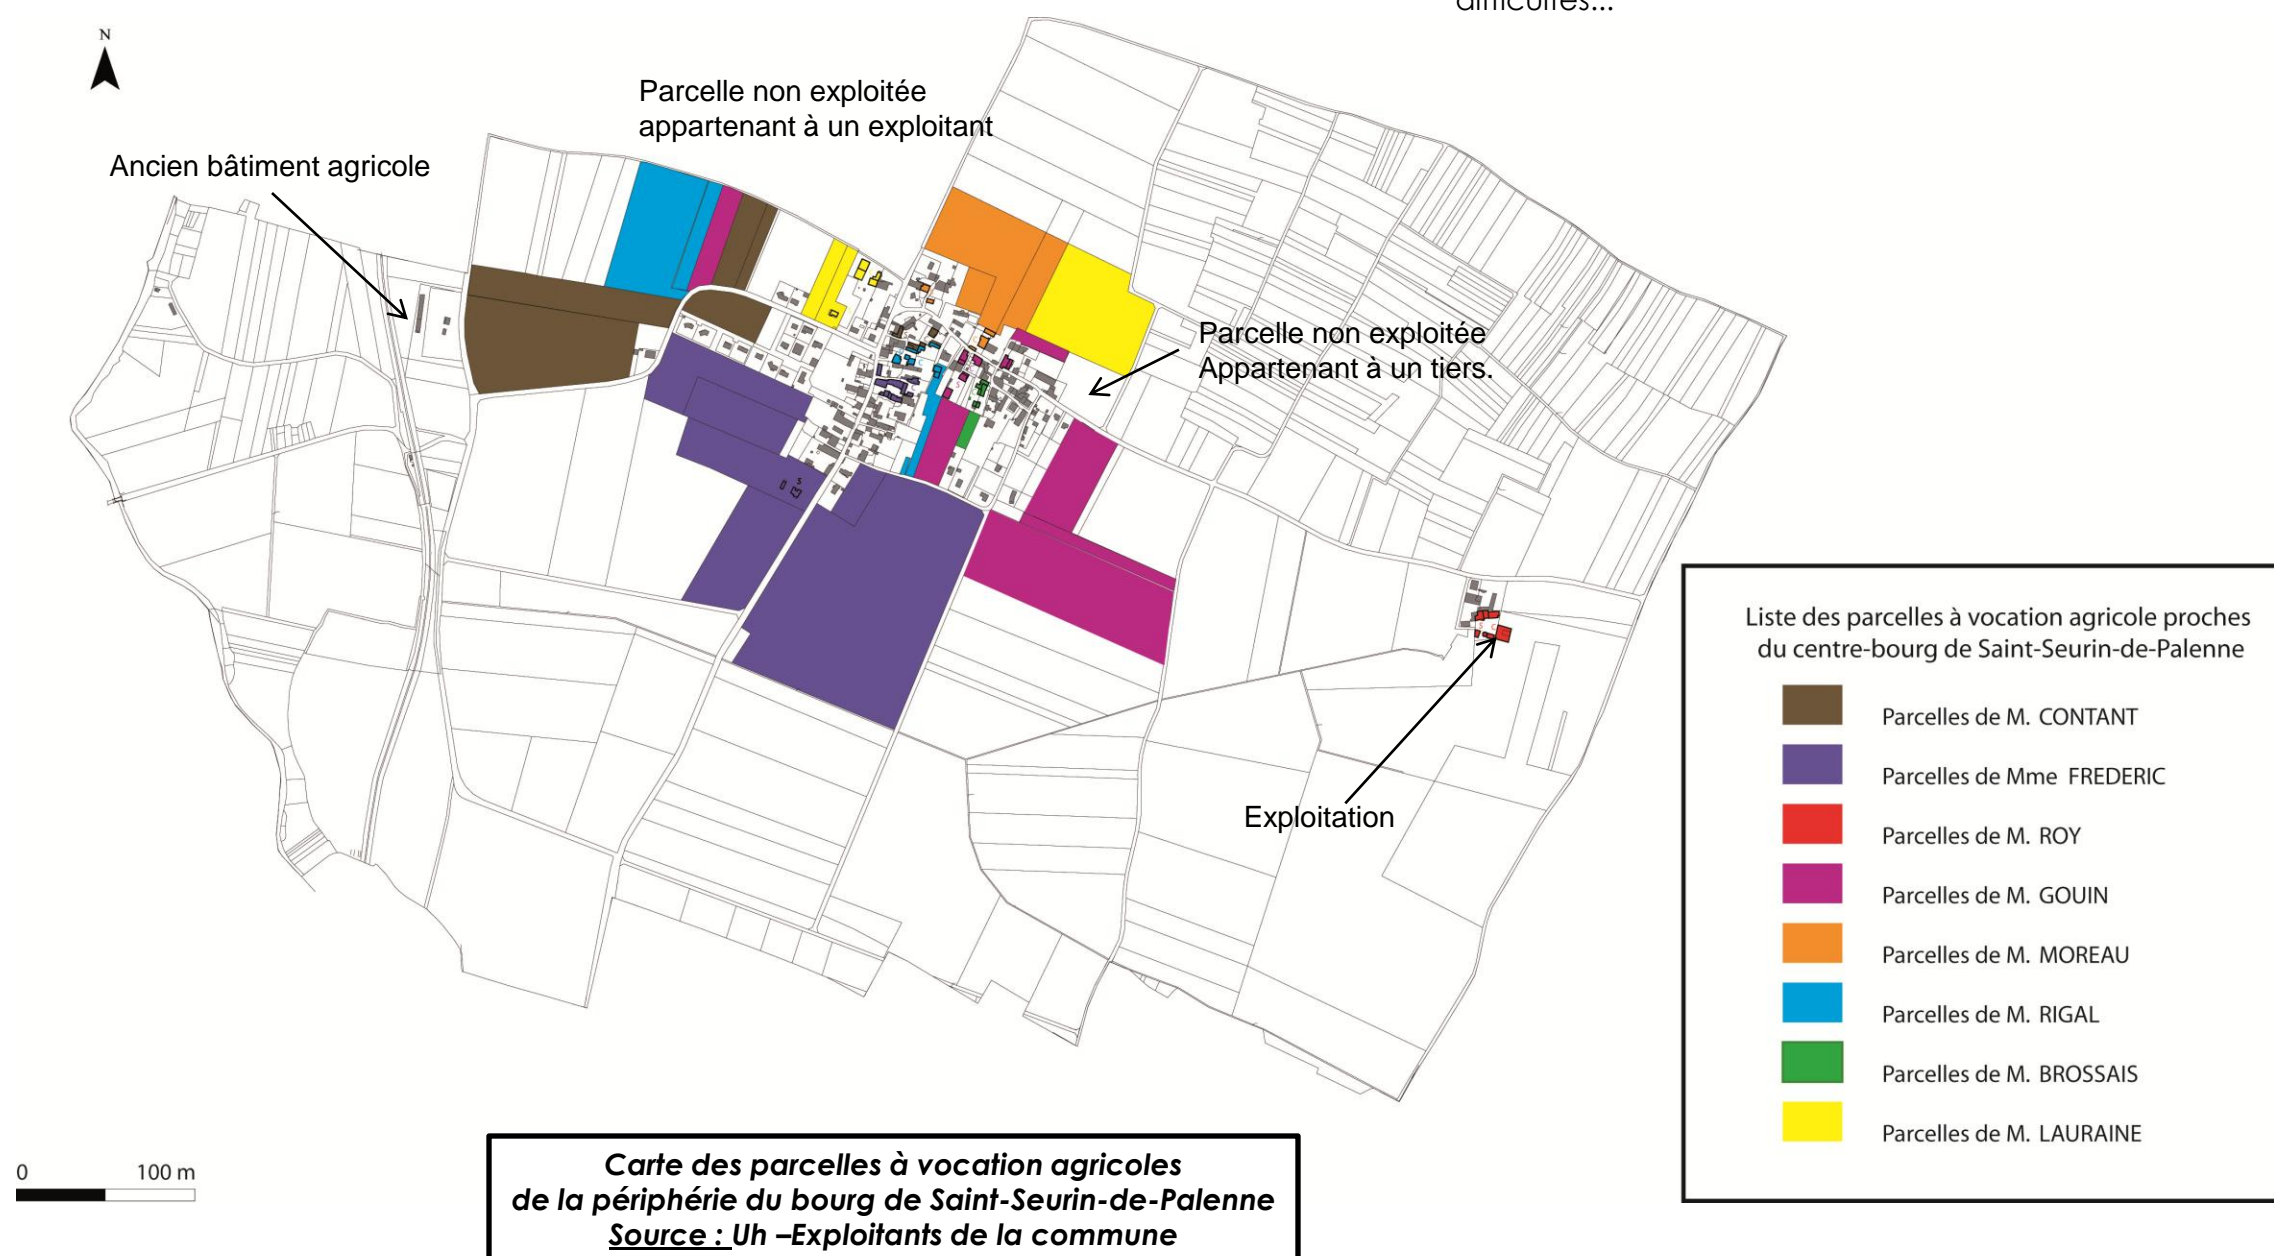 difficultés...
N
Parcelle non exploitée
appartenant à un exploitant
Ancien bâtiment agricole
Parcelle non exploitée
Appartenant à un tiers.
S
S
S C
Exploitation
Liste des parcelles à vocation agricole proches
du centre-bourg de Saint-Seurin-de-Palenne
Parcelles de M. CONTANT
Parcelles de Mme FREDERIC
Parcelles de M. ROY
Parcelles de M. GOUIN
Parcelles de M. MOREAU
Parcelles de M. RIGAL
Parcelles de M. BROSSAIS
Parcelles de M. LAURAINE
0 100 m
Carte des parcelles à vocation agricoles
de la périphérie du bourg de Saint-Seurin-de-Palenne
Source : Uh –Exploitants de la commune